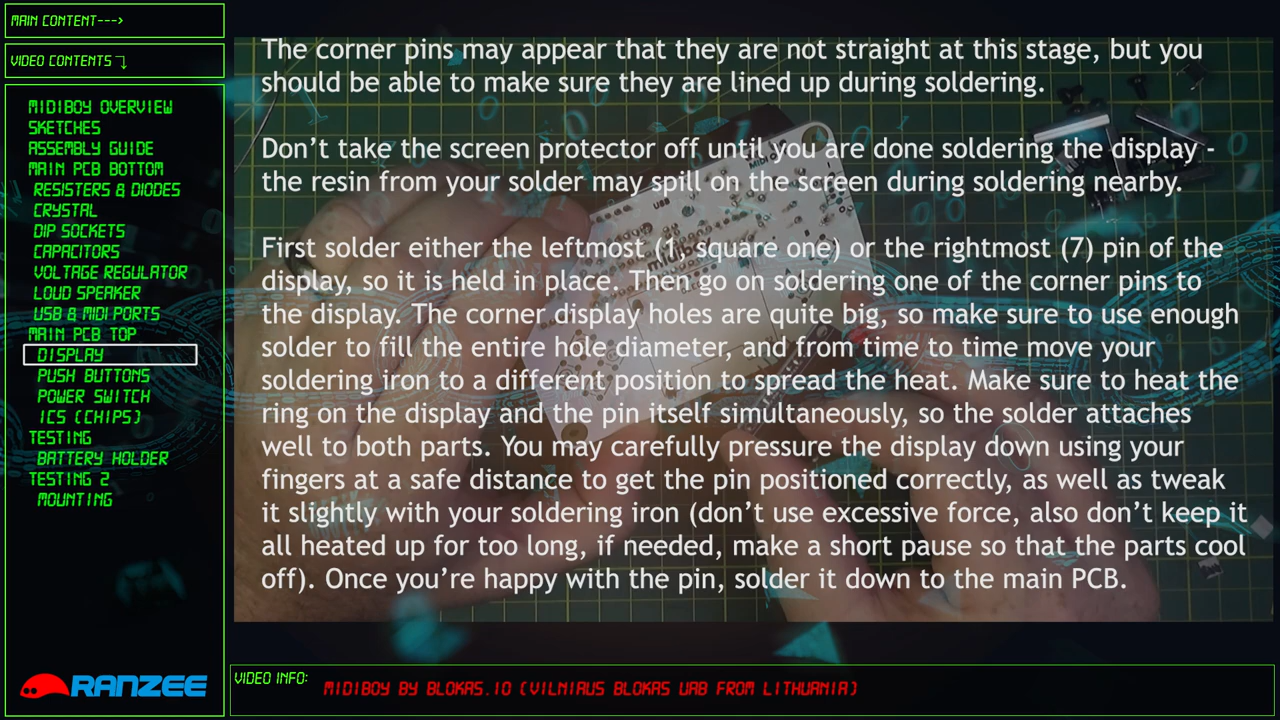 MAIN CONTENT--->
VIDEO CONTENTS
MIDIBOY OVERVIEW
SKETCHES
ASSEMBLY GUIDE
MAIN PCB BOTTOM
RESISTERS & DIODES
CRYSTAL
DIP SOCKETS
CAPACITORS
VOLTAGE REGULATOR
LOUD SPEAKER
USB & MIDI PORTS
MAIN PCB TOP
DISPLAY
PUSH BUTTONS
POWER SWITCH
ICS (CHIPS)
TESTING
BATTERY HOLDER
TESTING 2
MOUNTING
RANZEE
The corner pins may appear that they are not straight at this stage, but you
should be able to make sure they are lined up during soldering.
Don’t take the screen protector off until you are done soldering the display -
the resin from your solder may spill on the screen during soldering nearby.
First solder either the leftmost (1, square one) or the rightmost (7) pin of the
display, so it is held in place. Then go on soldering one of the corner pins to
the display. The corner display holes are quite big, so make sure to use enough
solder to fill the entire hole diameter, and from time to time move your
soldering iron to a different position to spread the heat. Make sure to heat the
ring on the display and the pin itself simultaneously, so the solder attaches
well to both parts. You may carefully pressure the display down using your
fingers at a safe distance to get the pin positioned correctly, as well as tweak
it slightly with your soldering iron (don’t use excessive force, also don’t keep it
all heated up for too long, if needed, make a short pause so that the parts cool
off). Once you’re happy with the pin, solder it down to the main PCB.
VIDEO INFO:
MIDIBOY BY BLOKAS.IO (VILNIAUS BLOKAS UAB FROM LITHUANIA)